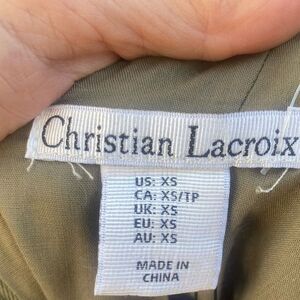 Christian Lacroix
US: XS
CA: XS/TP
UK: XS
EU: XS
AU: XS
MADE IN
CHINA